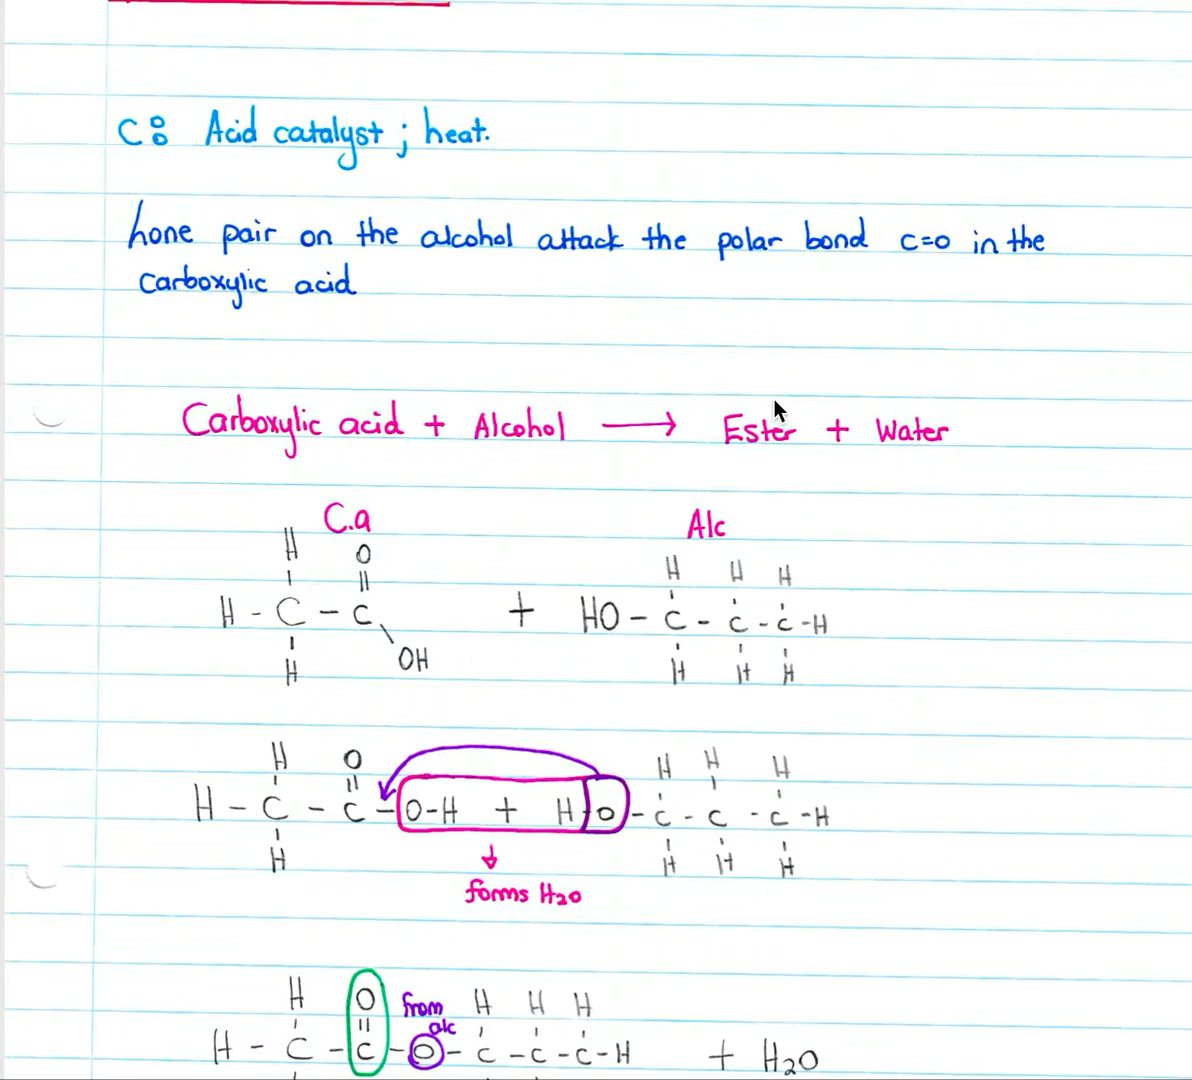 C: Acid catalyst ; heat.
Lone pair on the alcohol attack the polar bond C=O in the
Carboxylic acid
Carboxylic acid + Alcohol → Ester + Water
C.a Alc
H O H H H
|| 
H - C - C + HO - C - C - C - H
\
H OH H H H
H O H H H
||
H - C - C - O-H + H O - C - C - C - H
H H H H
↓
forms H2O
H O from H H H
|| alc
H - C - C - O - C - C - C - H + H2O